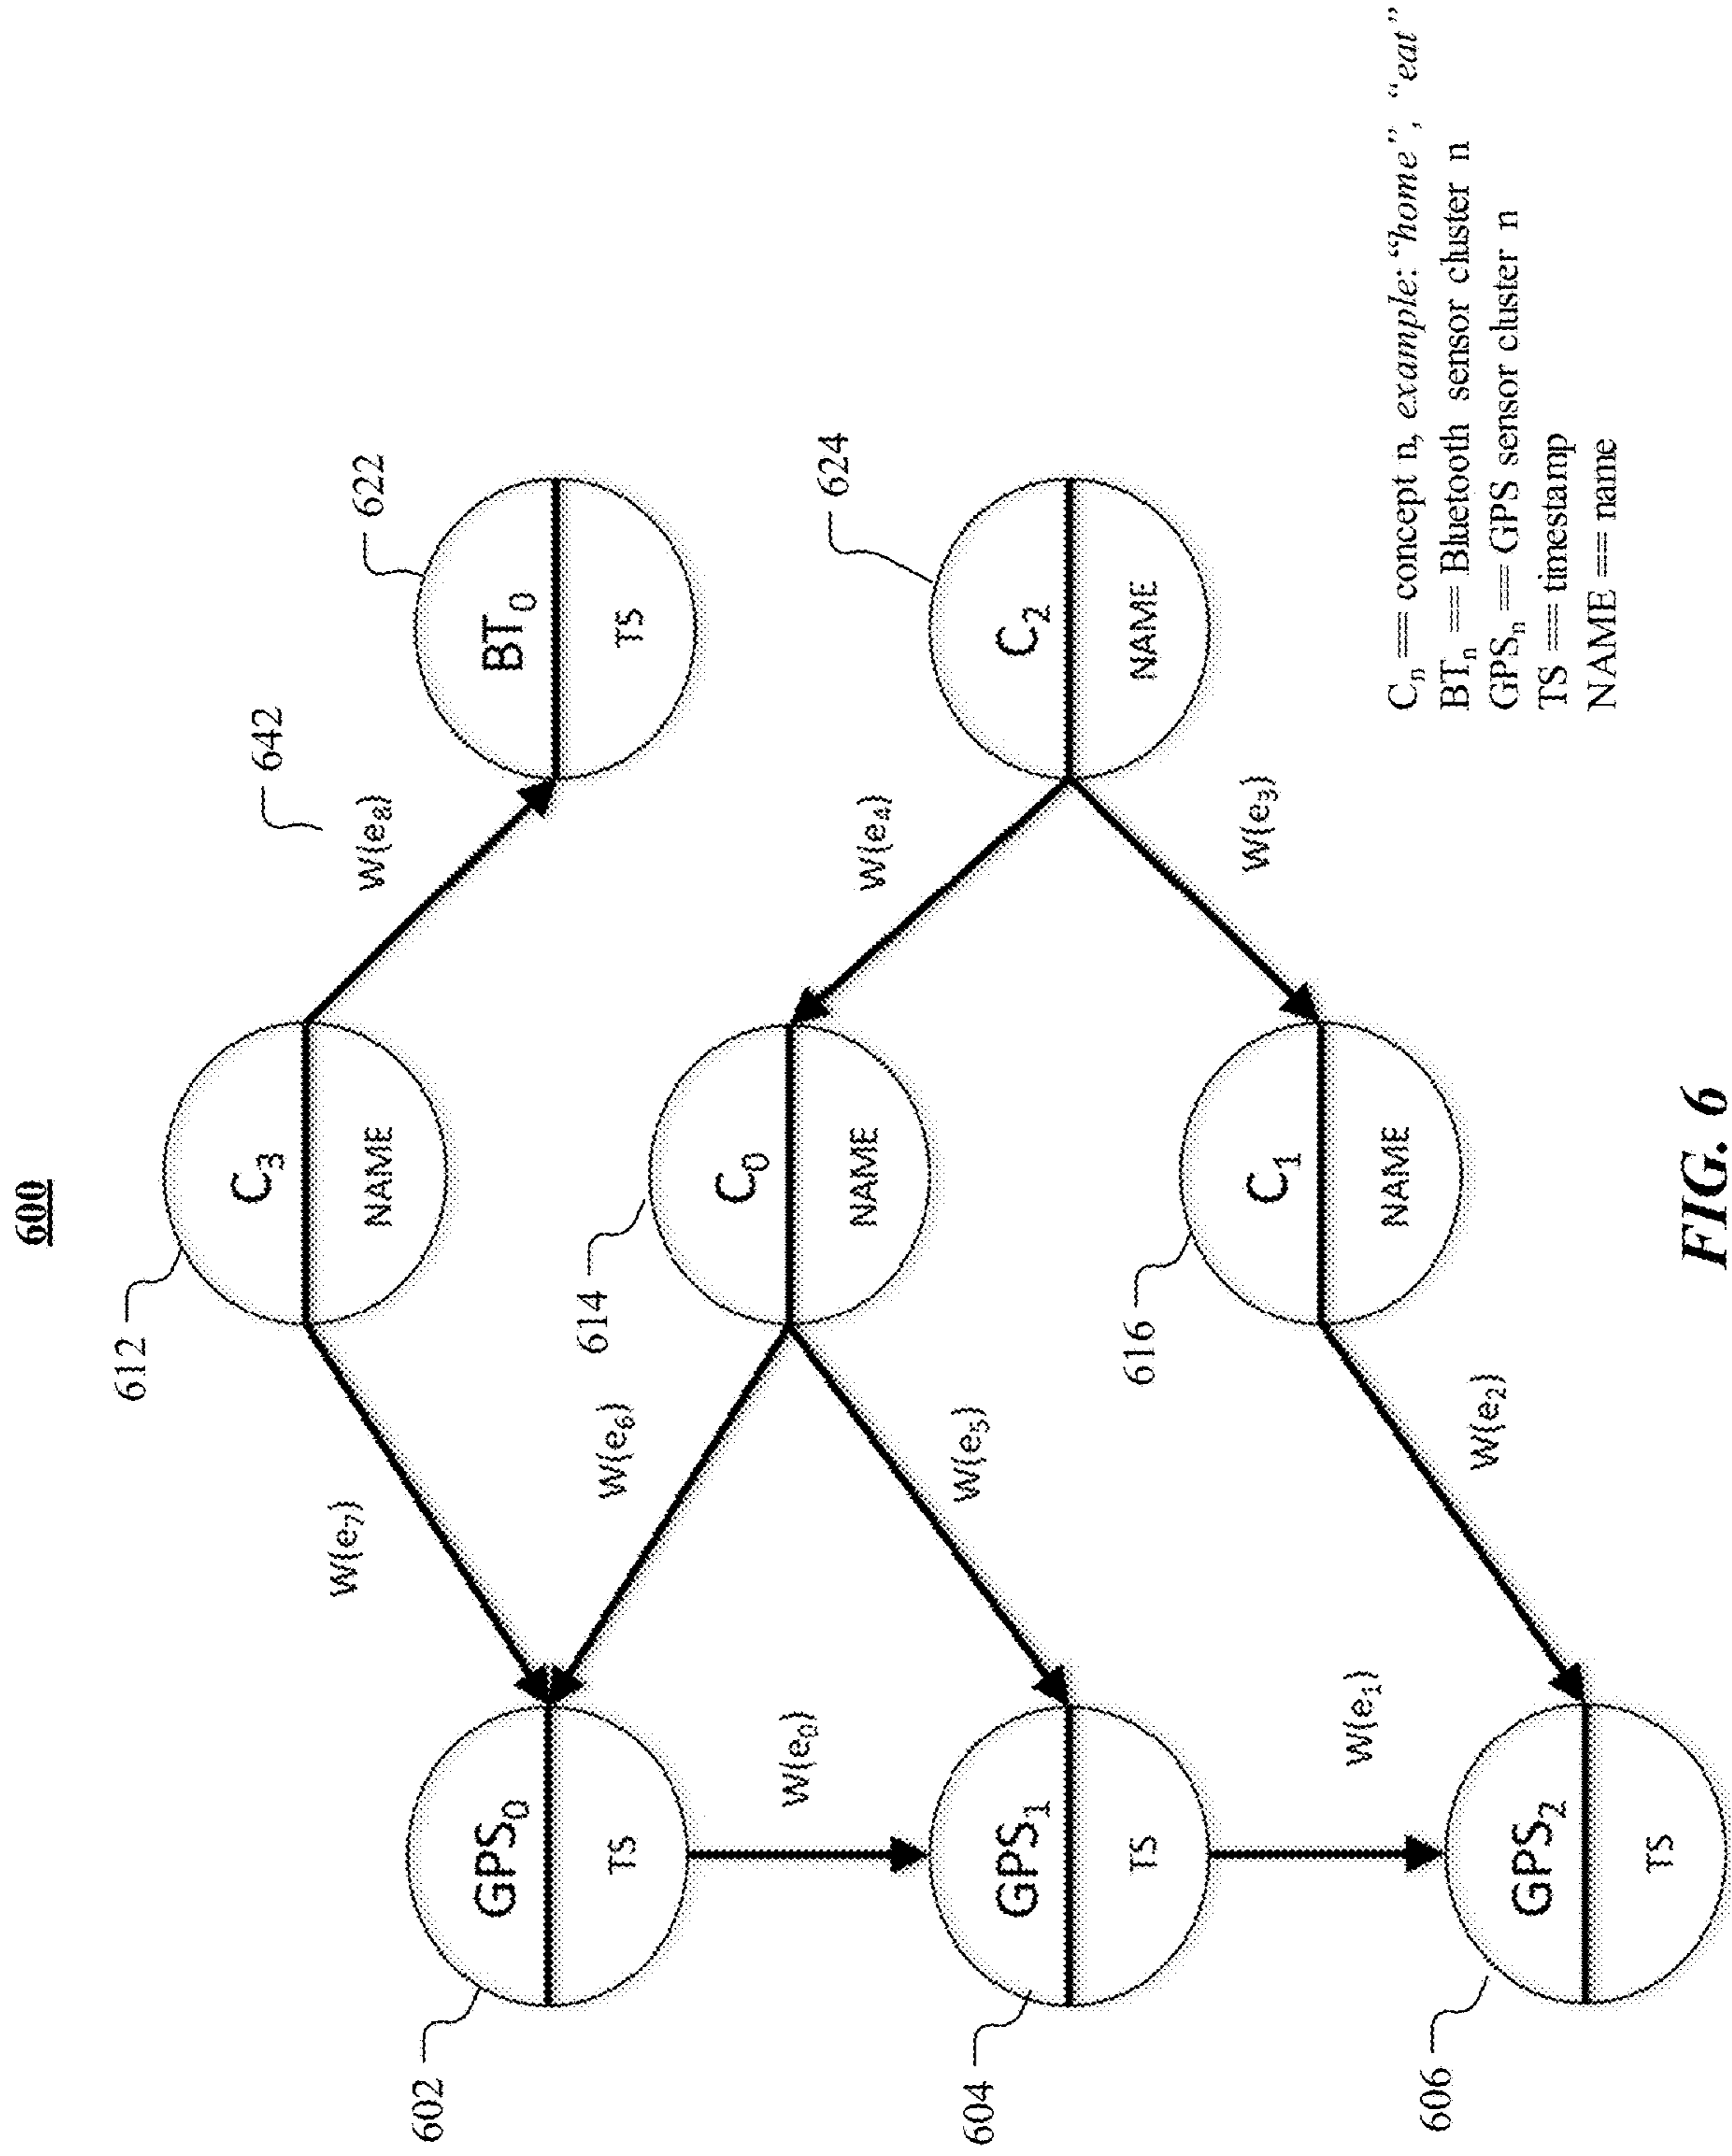 600
612
C3
NAME
W{e7}
W{e8}
642
602
GPS0
TS
BT0
TS
622
614
C0
NAME
W{e6}
W{e0}
W{e5}
W{e4}
604
GPS1
TS
C2
NAME
624
616
C1
NAME
W{e3}
W{e1}
W{e2}
606
GPS2
TS
Cn == concept n, example: “home”, “eat”
BTn == Bluetooth sensor cluster n
GPSn == GPS sensor cluster n
TS == timestamp
NAME == name
FIG. 6